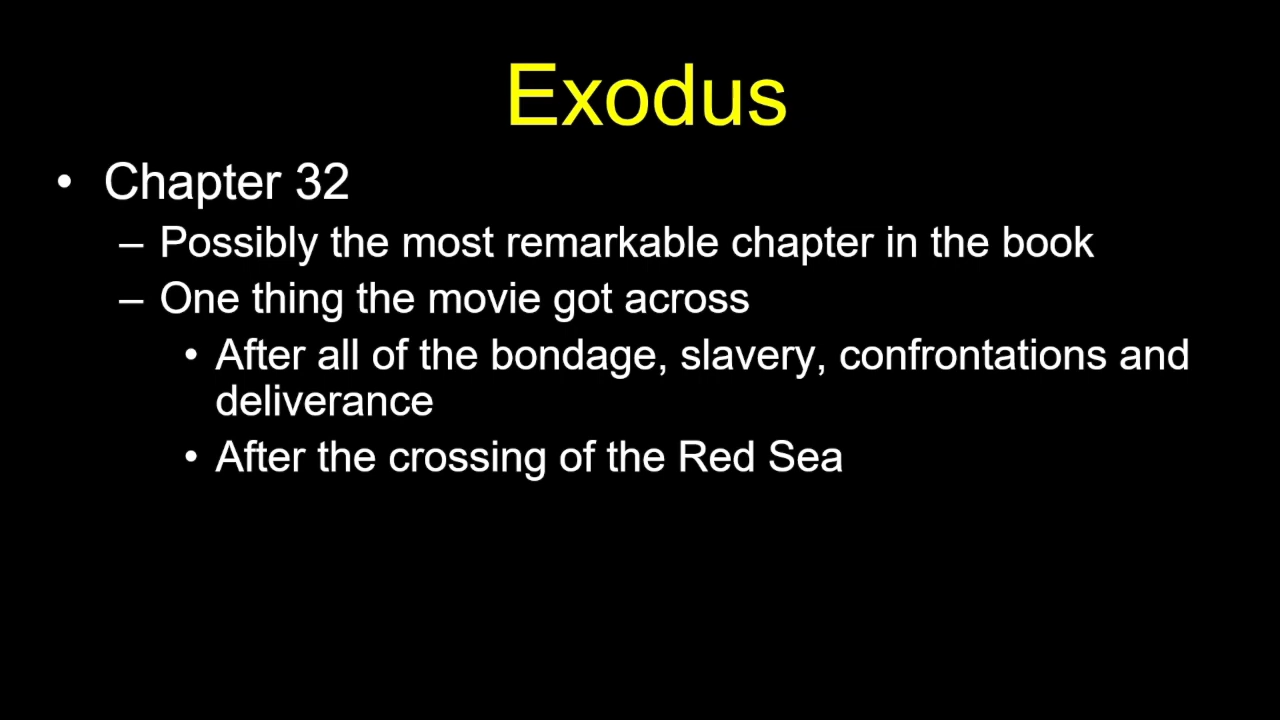 Exodus
• Chapter 32
– Possibly the most remarkable chapter in the book
– One thing the movie got across
• After all of the bondage, slavery, confrontations and
deliverance
• After the crossing of the Red Sea